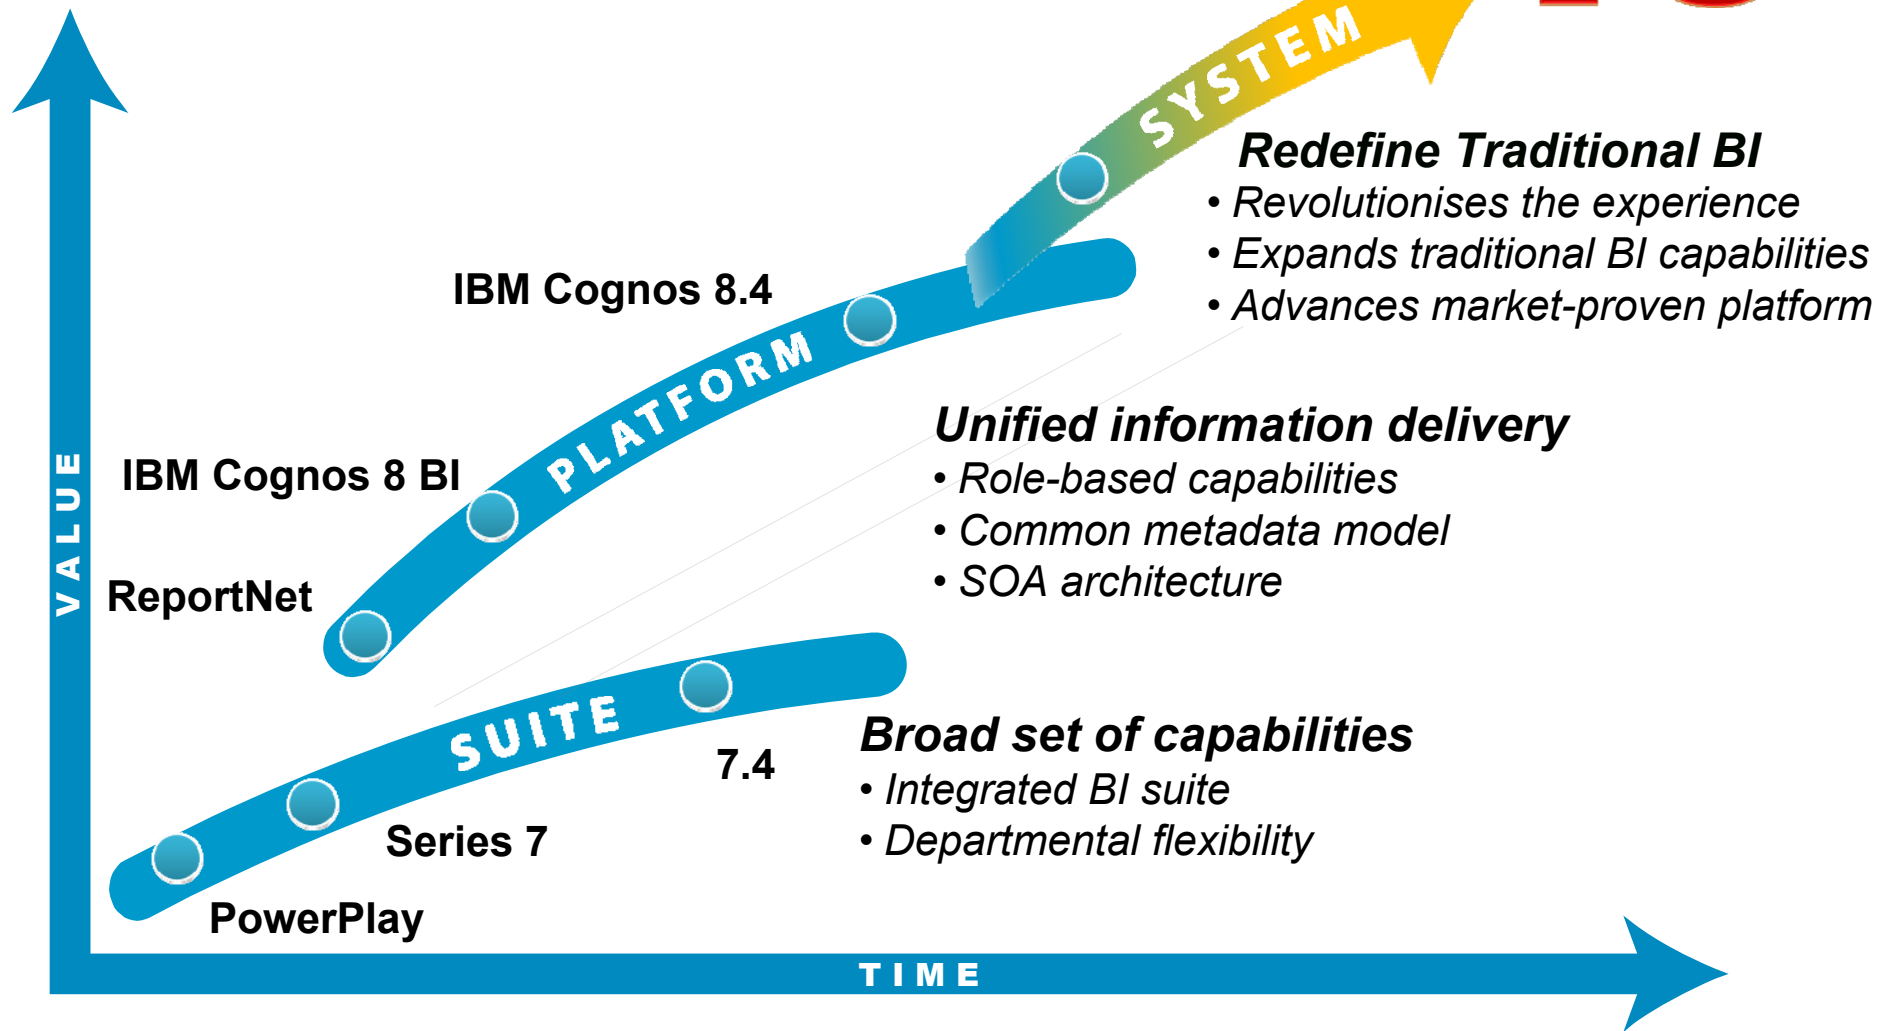 SYSTEM
Redefine Traditional BI
• Revolutionises the experience
• Expands traditional BI capabilities
• Advances market-proven platform
IBM Cognos 8.4
PLATFORM
Unified information delivery
• Role-based capabilities
• Common metadata model
• SOA architecture
IBM Cognos 8 BI
VALUE
ReportNet
SUITE
7.4
Broad set of capabilities
• Integrated BI suite
• Departmental flexibility
Series 7
PowerPlay
TIME